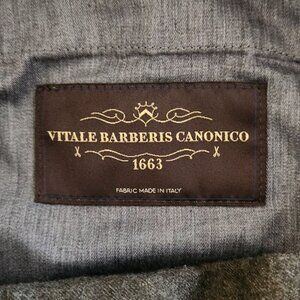 VITALE BARBERIS CANONICO
1663
FABRIC MADE IN ITALY